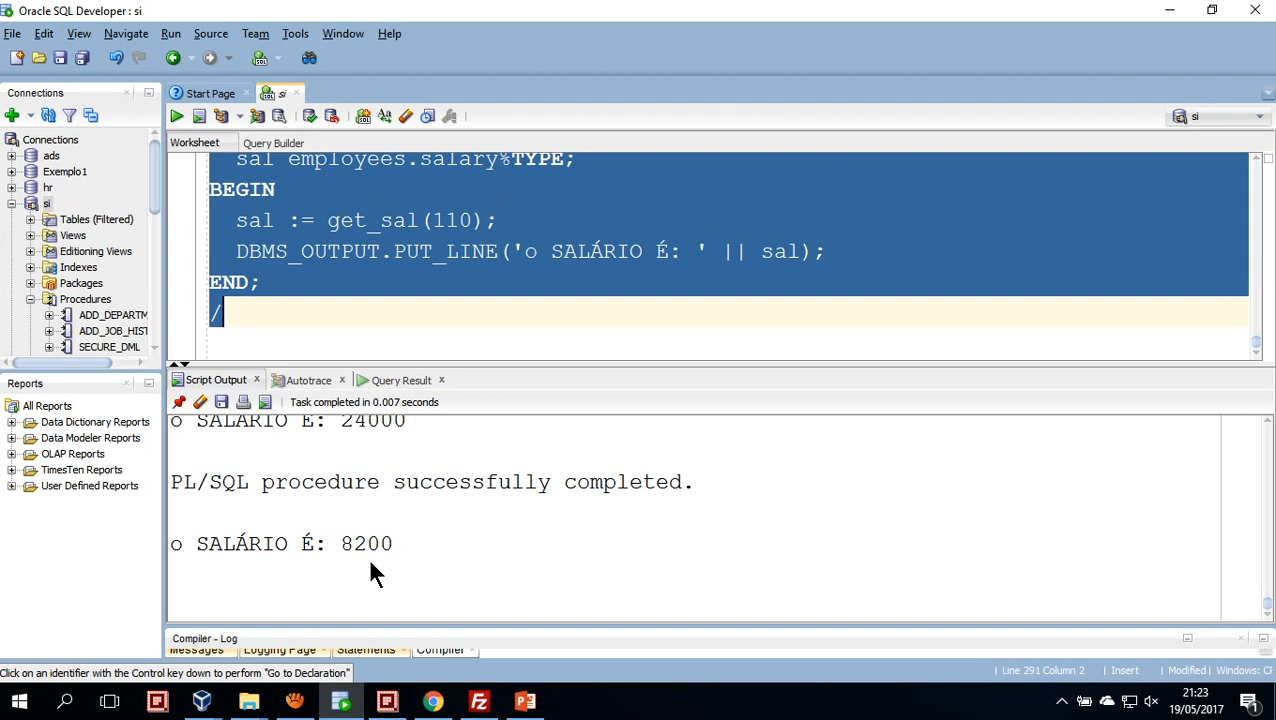 Oracle SQL Developer : si
File Edit View Navigate Run Source Team Tools Window Help
Connections
Start Page
si
si
Connections
ads
Exemplo1
hr
si
Tables (Filtered)
Views
Editioning Views
Indexes
Packages
Procedures
ADD_DEPARTM
ADD_JOB_HIST
SECURE_DML
Worksheet Query Builder
sal employees.salary%TYPE;
BEGIN
sal := get_sal(110);
DBMS_OUTPUT.PUT_LINE('o SALÁRIO É: ' || sal);
END;
/
Reports
All Reports
Data Dictionary Reports
Data Modeler Reports
OLAP Reports
TimesTen Reports
User Defined Reports
Script Output Autotrace Query Result
Task completed in 0.007 seconds
o SALÁRIO É: 24000
PL/SQL procedure successfully completed.
o SALÁRIO É: 8200
Compiler - Log
Messages Logging Page Statements Compiler
Click on an identifier with the Control key down to perform "Go to Declaration"
Line 291 Column 2 Insert Modified Windows: CF
21:23
19/05/2017